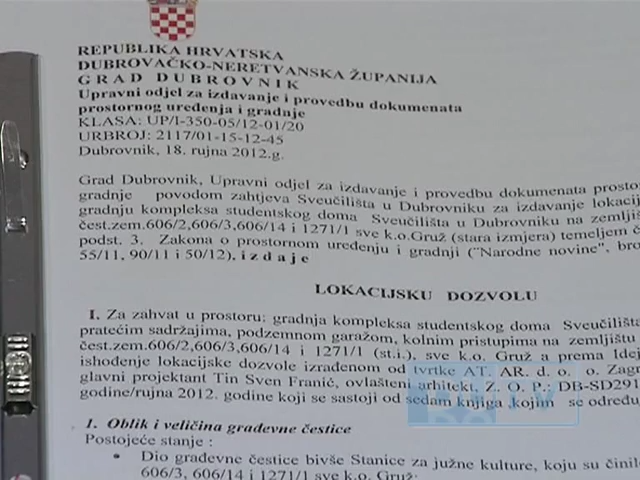 REPUBLIKA HRVATSKA
DUBROVAČKO-NERETVANSKA ŽUPANIJA
G R A D   D U B R O V N I K
Upravni odjel za izdavanje i provedbu dokumenata
prostornog uređenja i gradnje
KLASA: UP/I-350-05/12-01/20
URBROJ: 2117/01-15-12-45
Dubrovnik, 18. rujna 2012.g.
Grad Dubrovnik, Upravni odjel za izdavanje i provedbu dokumenata prosto
gradnje povodom zahtjeva Sveučilišta u Dubrovniku za izdavanje lokacij
gradnju kompleksa studentskog doma Sveučilišta u Dubrovniku na zemljiš
čest.zem.606/2,606/3,606/14 i 1271/1 sve k.o.Gruž (stara izmjera) temeljem č
podst. 3. Zakona o prostornom uređenju i gradnji ("Narodne novine", bro
55/11, 90/11 i 50/12), i z d a j e
LOKACIJSKU DOZVOLU
I. Za zahvat u prostoru: gradnja kompleksa studentskog doma Sveučilišta
pratećim sadržajima, podzemnom garažom, kolnim pristupima na zemljištu
čest.zem.606/2,606/3,606/14 i 1271/1 (st.i.), sve k.o. Gruž a prema Idej
ishođenje lokacijske dozvole izrađenom od tvrtke AT. AR. d. o. o. Zagr
glavni projektant Tin Sven Franić, ovlašteni arhitekt, Z. O. P.: DB-SD291
godine/rujna 2012. godine koji se sastoji od sedam knjiga ,kojim se određu
1. Oblik i veličina građevne čestice
Postojeće stanje :
• Dio građevne čestice bivše Stanice za južne kulture, koju su činil
606/3, 606/14 i 1271/1 sve k.o. Gruž: